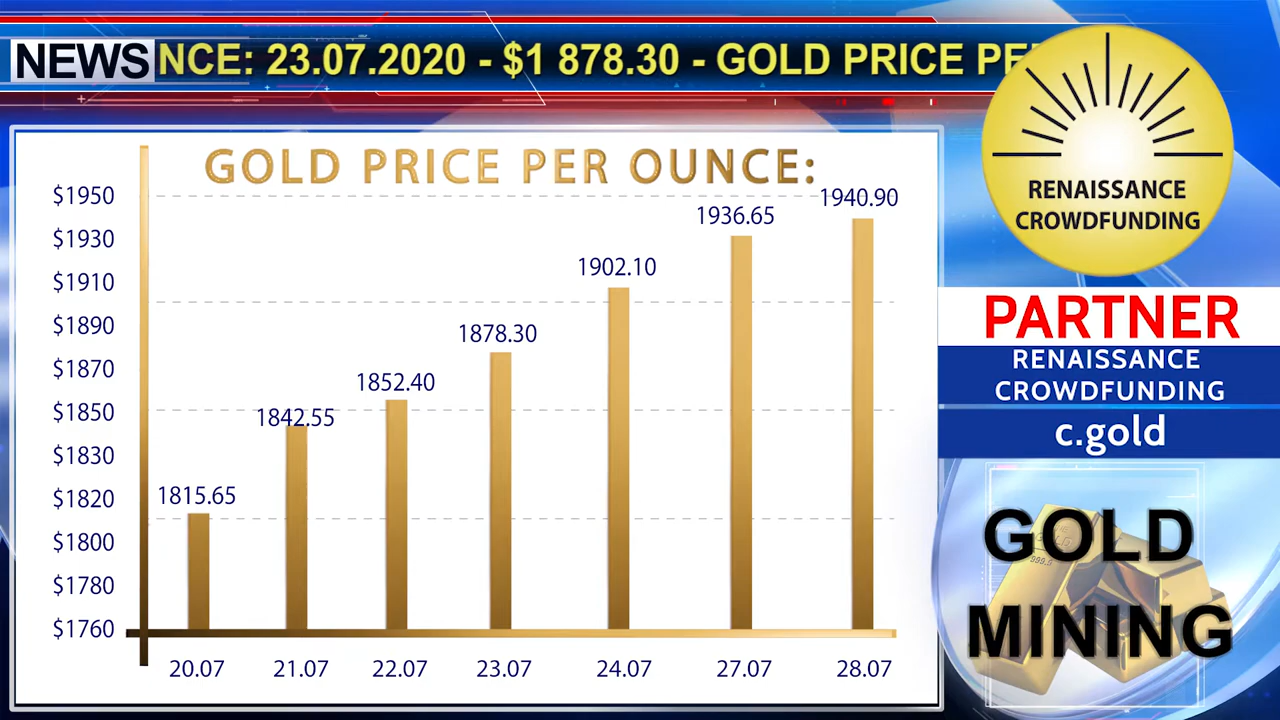 NEWS
NCE: 23.07.2020 - $1 878.30 - GOLD PRICE PE
GOLD PRICE PER OUNCE:
$1950
$1930
$1910
$1890
$1870
$1850
$1830
$1820
$1800
$1780
$1760
1815.65
1842.55
1852.40
1878.30
1902.10
1936.65
1940.90
20.07
21.07
22.07
23.07
24.07
27.07
28.07
RENAISSANCE
CROWDFUNDING
PARTNER
RENAISSANCE
CROWDFUNDING
c.gold
GOLD
MINING
999.9